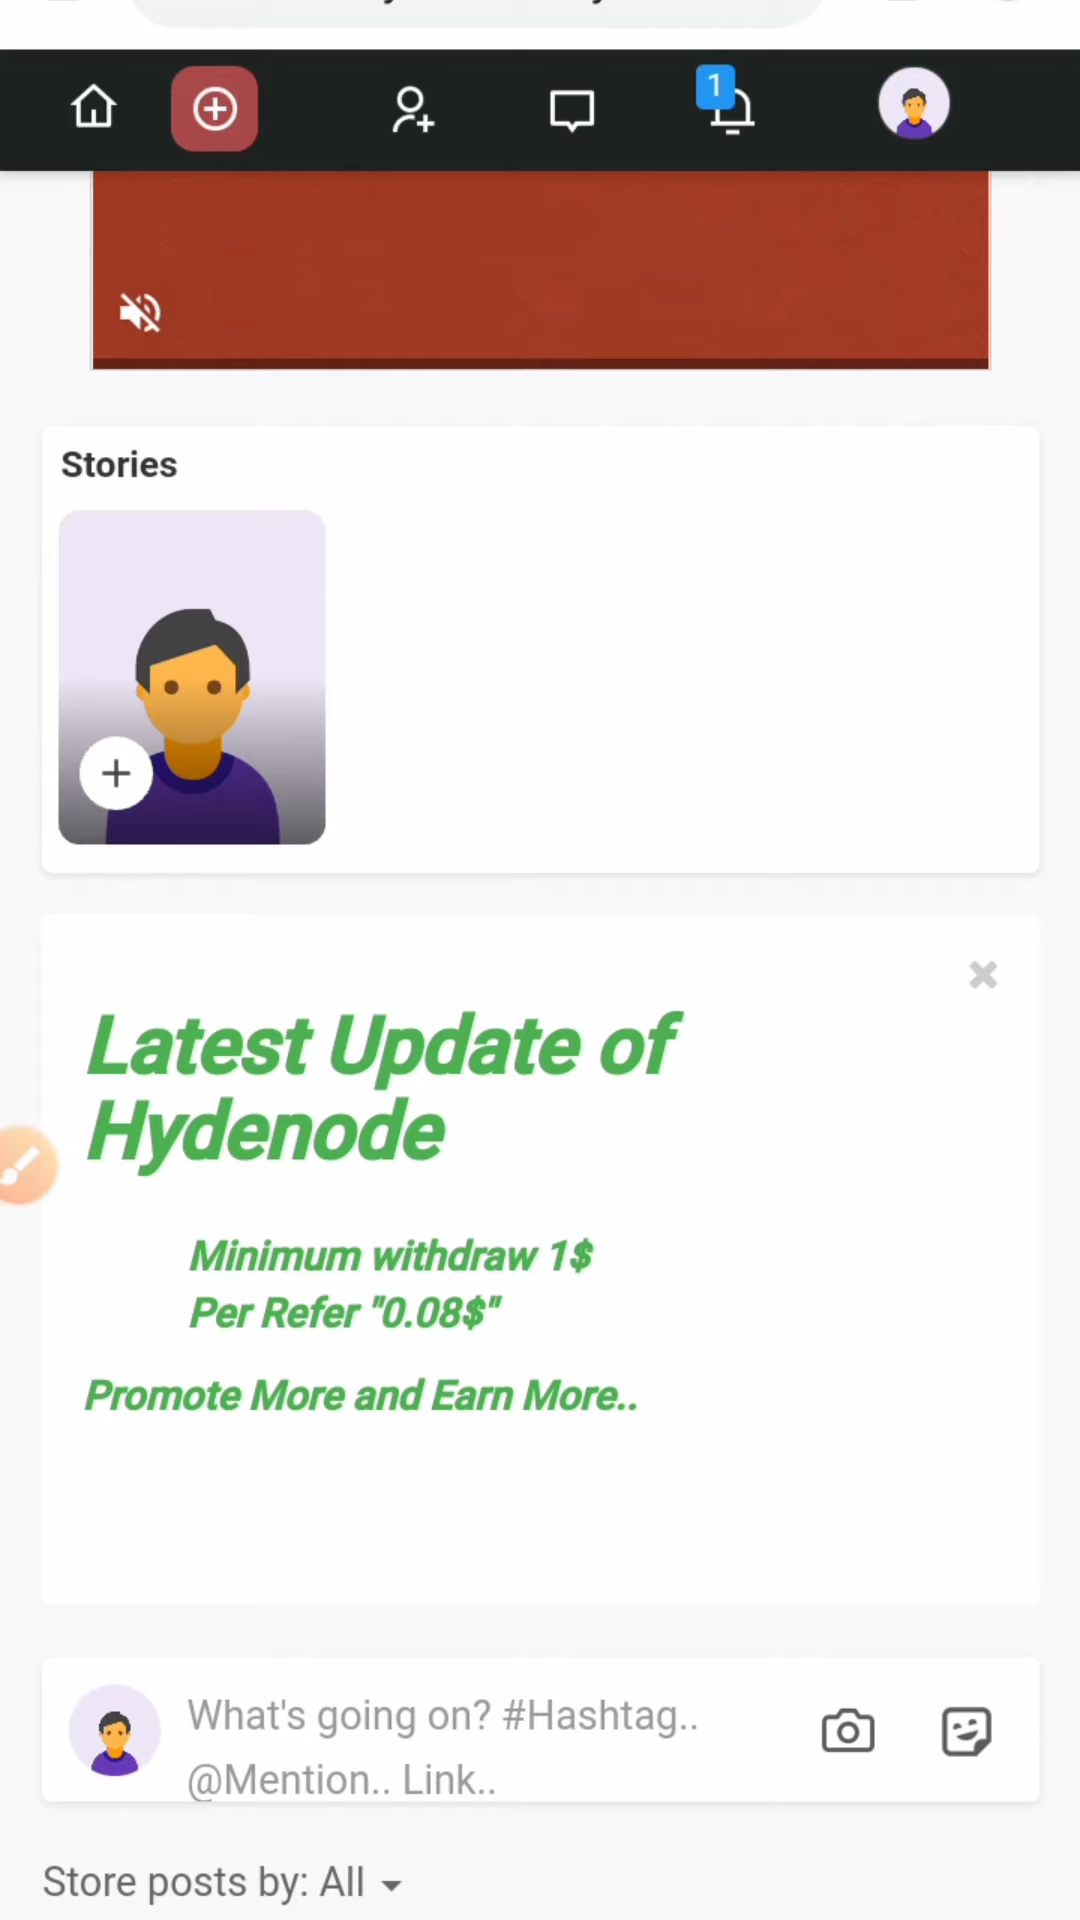 1
Stories
Latest Update of
Hydenode
Minimum withdraw 1$
Per Refer "0.08$"
Promote More and Earn More..
What's going on? #Hashtag..
@Mention.. Link..
Store posts by: All